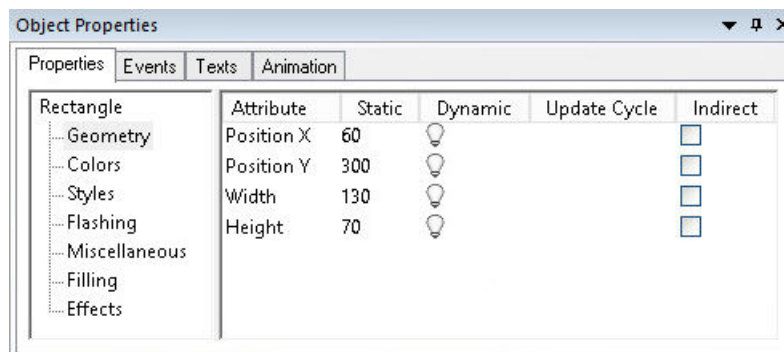 Object Properties
Properties Events Texts Animation
Rectangle
Geometry
Colors
Styles
Flashing
Miscellaneous
Filling
Effects
Attribute Static Dynamic Update Cycle Indirect
Position X 60
Position Y 300
Width 130
Height 70